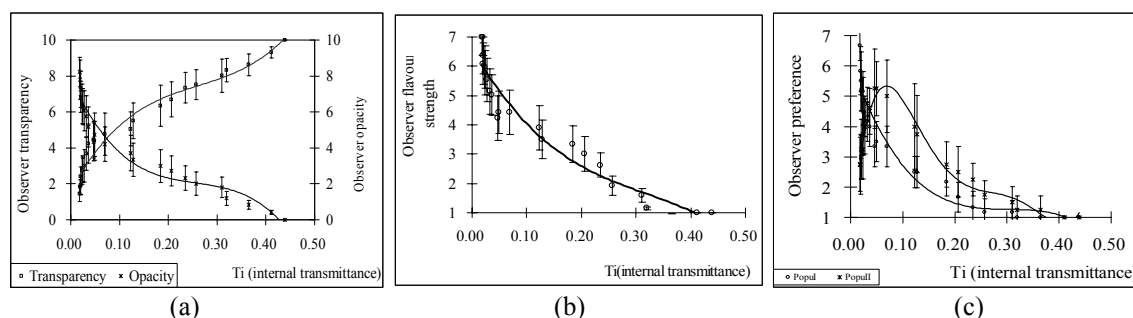 (a)
10
8
6
4
2
0
Observer transparency
10
8
6
4
2
0
Observer opacity
0.00 0.10 0.20 0.30 0.40 0.50
Transparency Opacity Ti (internal transmittance)
(a)
(b)
7
6
5
4
3
2
1
Observer flavour
strength
0.00 0.10 0.20 0.30 0.40 0.50
Ti(internal transmittance)
(b)
(c)
7
6
5
4
3
2
1
Observer preference
0.00 0.10 0.20 0.30 0.40 0.50
PopuI PopuII Ti (internal transmittance
(c)